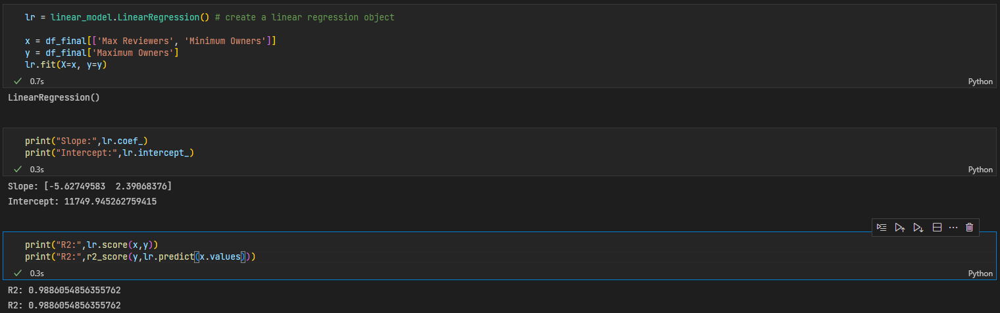 lr = linear_model.LinearRegression() # create a linear regression object
x = df_final[['Max Reviewers', 'Minimum Owners']]
y = df_final['Maximum Owners']
lr.fit(X=x, y=y)
0.7s
Python
LinearRegression()
print("Slope:",lr.coef_)
print("Intercept:",lr.intercept_)
0.3s
Python
Slope: [-5.62749583  2.39068376]
Intercept: 11749.945262759415
print("R2:",lr.score(x,y))
print("R2:",r2_score(y,lr.predict(x.values)))
0.3s
Python
R2: 0.9886054856355762
R2: 0.9886054856355762